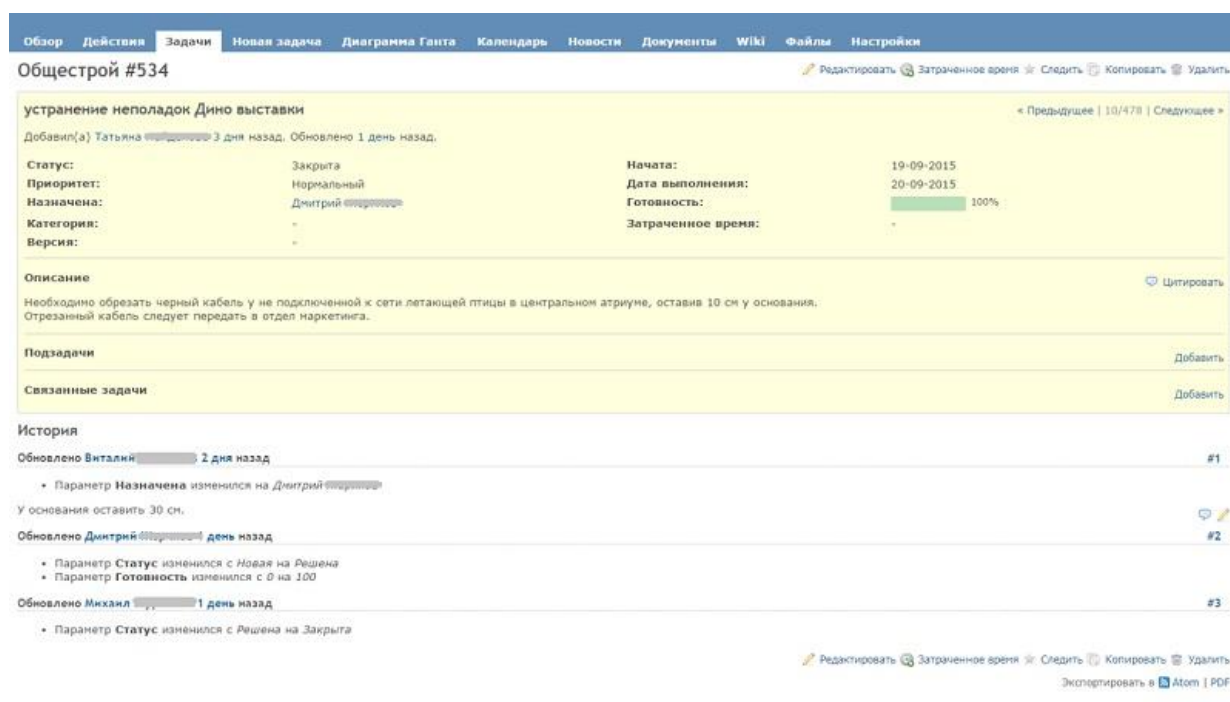 Обзор Действия Задачи Новая задача Диаграмма Ганта Календарь Новости Документы Wiki Файлы Настройки
Общестрой #534
Редактировать Затраченное время Следить Копировать Удалить
устранение неполадок Дино выставки
« Предыдущее | 10/478 | Следующее »
Добавил(а) Татьяна 3 дня назад. Обновлено 1 день назад.
Статус: Закрыта Начата: 19-09-2015
Приоритет: Нормальный Дата выполнения: 20-09-2015
Назначена: Дмитрий Готовность: 100%
Категория: - Затраченное время: -
Версия: -
Описание
Цитировать
Необходимо обрезать черный кабель у не подключенной к сети летающей птицы в центральном атриуме, оставив 10 см у основания.
Отрезанный кабель следует передать в отдел маркетинга.
Подзадачи
Добавить
Связанные задачи
Добавить
История
Обновлено Виталий 2 дня назад #1
• Параметр Назначена изменился на Дмитрий
У основания оставить 30 см.
Обновлено Дмитрий день назад #2
• Параметр Статус изменился с Новая на Решена
• Параметр Готовность изменился с 0 на 100
Обновлено Михаил 1 день назад #3
• Параметр Статус изменился с Решена на Закрыта
Редактировать Затраченное время Следить Копировать Удалить
Экспортировать в Atom | PDF